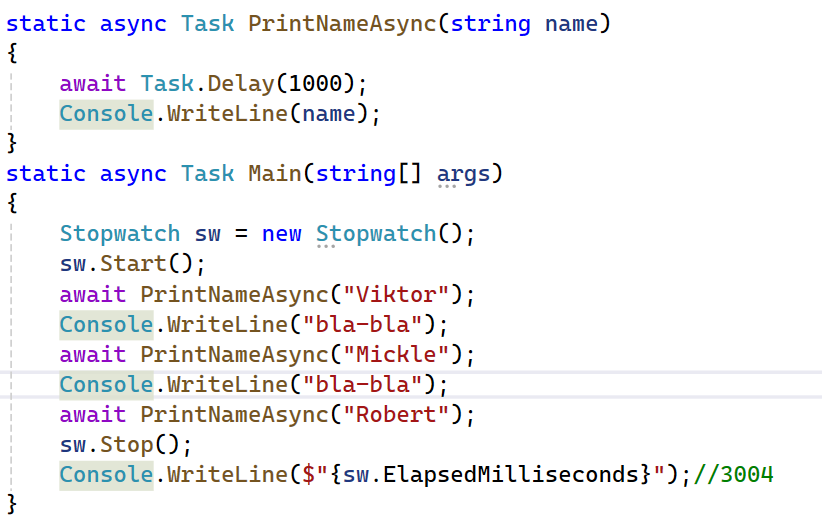 static async Task PrintNameAsync(string name)
{
    await Task.Delay(1000);
    Console.WriteLine(name);
}
static async Task Main(string[] args)
{
    Stopwatch sw = new Stopwatch();
    sw.Start();
    await PrintNameAsync("Viktor");
    Console.WriteLine("bla-bla");
    await PrintNameAsync("Mickle");
    Console.WriteLine("bla-bla");
    await PrintNameAsync("Robert");
    sw.Stop();
    Console.WriteLine($"{sw.ElapsedMilliseconds}");//3004
}